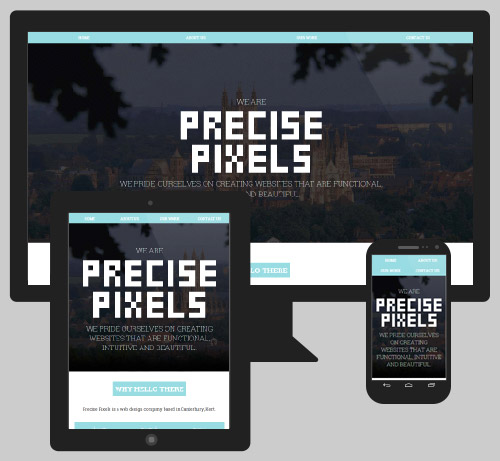 HOME ABOUT US OUR WORK CONTACT US
WE ARE
PRECISE
PIXELS
WE PRIDE OURSELVES ON CREATING WEBSITES THAT ARE FUNCTIONAL,
AND BEAUTIFUL.
LO THERE
HOME ABOUT US OUR WORK CONTACT US
WE ARE
PRECISE
PIXELS
WE PRIDE OURSELVES ON CREATING
WEBSITES THAT ARE FUNCTIONAL,
INTUITIVE AND BEAUTIFUL.
WHY HELLO THERE
Precise Pixels is a web design company based in Canterbury, Kent.
HOME ABOUT US
OUR WORK CONTACT US
WE ARE
PRECISE
PIXELS
WE PRIDE OURSELVES
ON CREATING
WEBSITES THAT ARE
FUNCTIONAL, INTUITIVE
AND BEAUTIFUL.